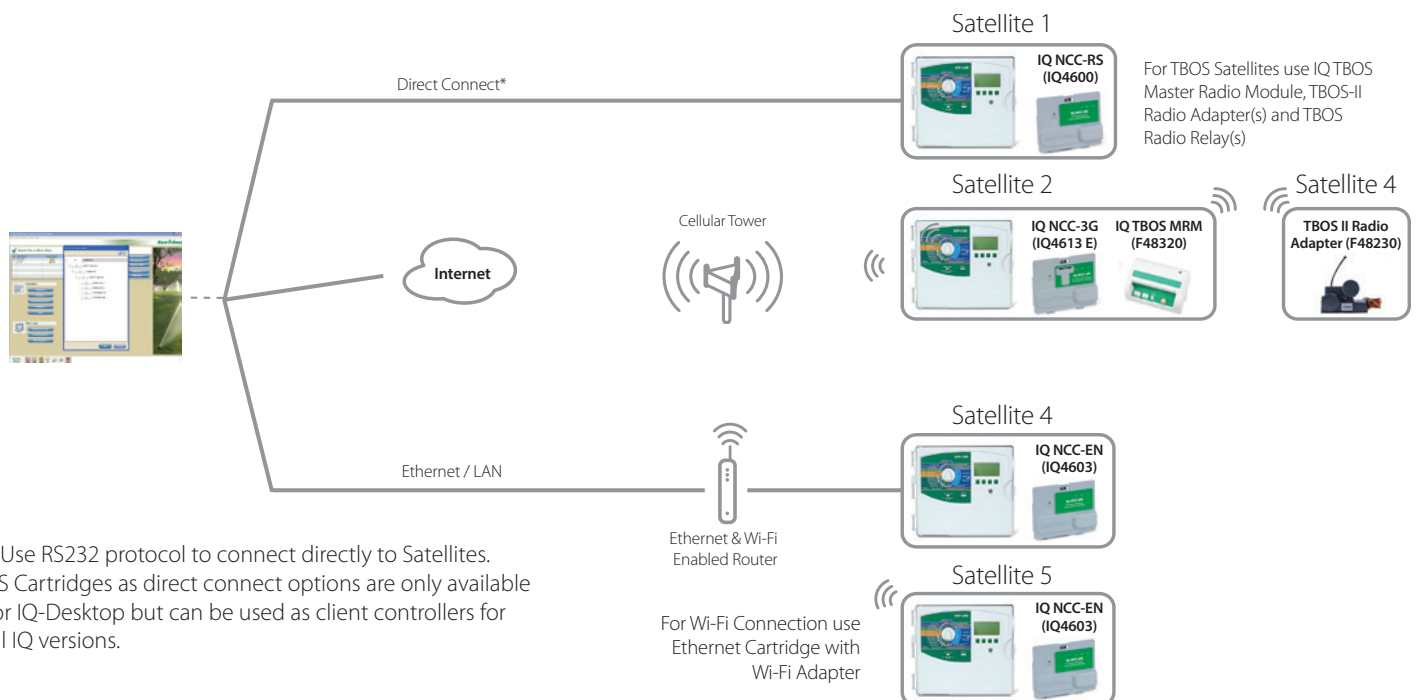 Satellite 1
Direct Connect*
IQ NCC-RS
(IQ4600)
For TBOS Satellites use IQ TBOS
Master Radio Module, TBOS-II
Radio Adapter(s) and TBOS
Radio Relay(s)
Satellite 2
Satellite 4
Cellular Tower
IQ NCC-3G
(IQ4613 E)
IQ TBOS MRM
(F48320)
TBOS II Radio
Adapter (F48230)
Internet
Satellite 4
Ethernet / LAN
IQ NCC-EN
(IQ4603)
Ethernet & Wi-Fi
Enabled Router
Use RS232 protocol to connect directly to Satellites.
S Cartridges as direct connect options are only available
or IQ-Desktop but can be used as client controllers for
l IQ versions.
Satellite 5
IQ NCC-EN
(IQ4603)
For Wi-Fi Connection use
Ethernet Cartridge with
Wi-Fi Adapter